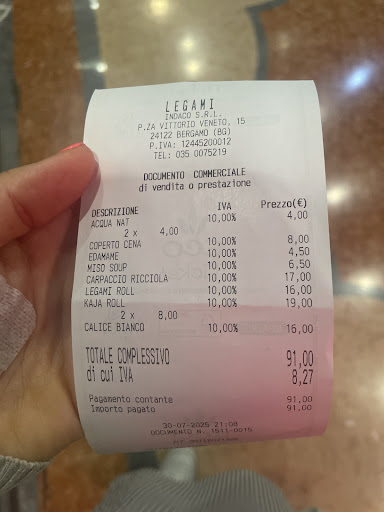 LEGAMI
INDACO S.R.L.
P.ZA VITTORIO VENETO, 15
24122 BERGAMO (BG)
P.IVA: 12445200012
TEL: 035 0075219
DOCUMENTO COMMERCIALE
di vendita o prestazione
DESCRIZIONE IVA Prezzo(€)
ACQUA NAT 10,00% 4,00
2 x 4,00
COPERTO CENA 10,00% 8,00
EDAMAME 10,00% 4,50
MISO SOUP 10,00% 6,50
CARPACCIO RICCIOLA 10,00% 17,00
LEGAMI ROLL 10,00% 16,00
KAJA ROLL 10,00% 19,00
2 x 8,00
CALICE BIANCO 10,00% 16,00
TOTALE COMPLESSIVO 91,00
di cui IVA 8,27
Pagamento contante 91,00
Importo pagato 91,00
30-07-2025 21:08
DOCUMENTO N. 1511-0015